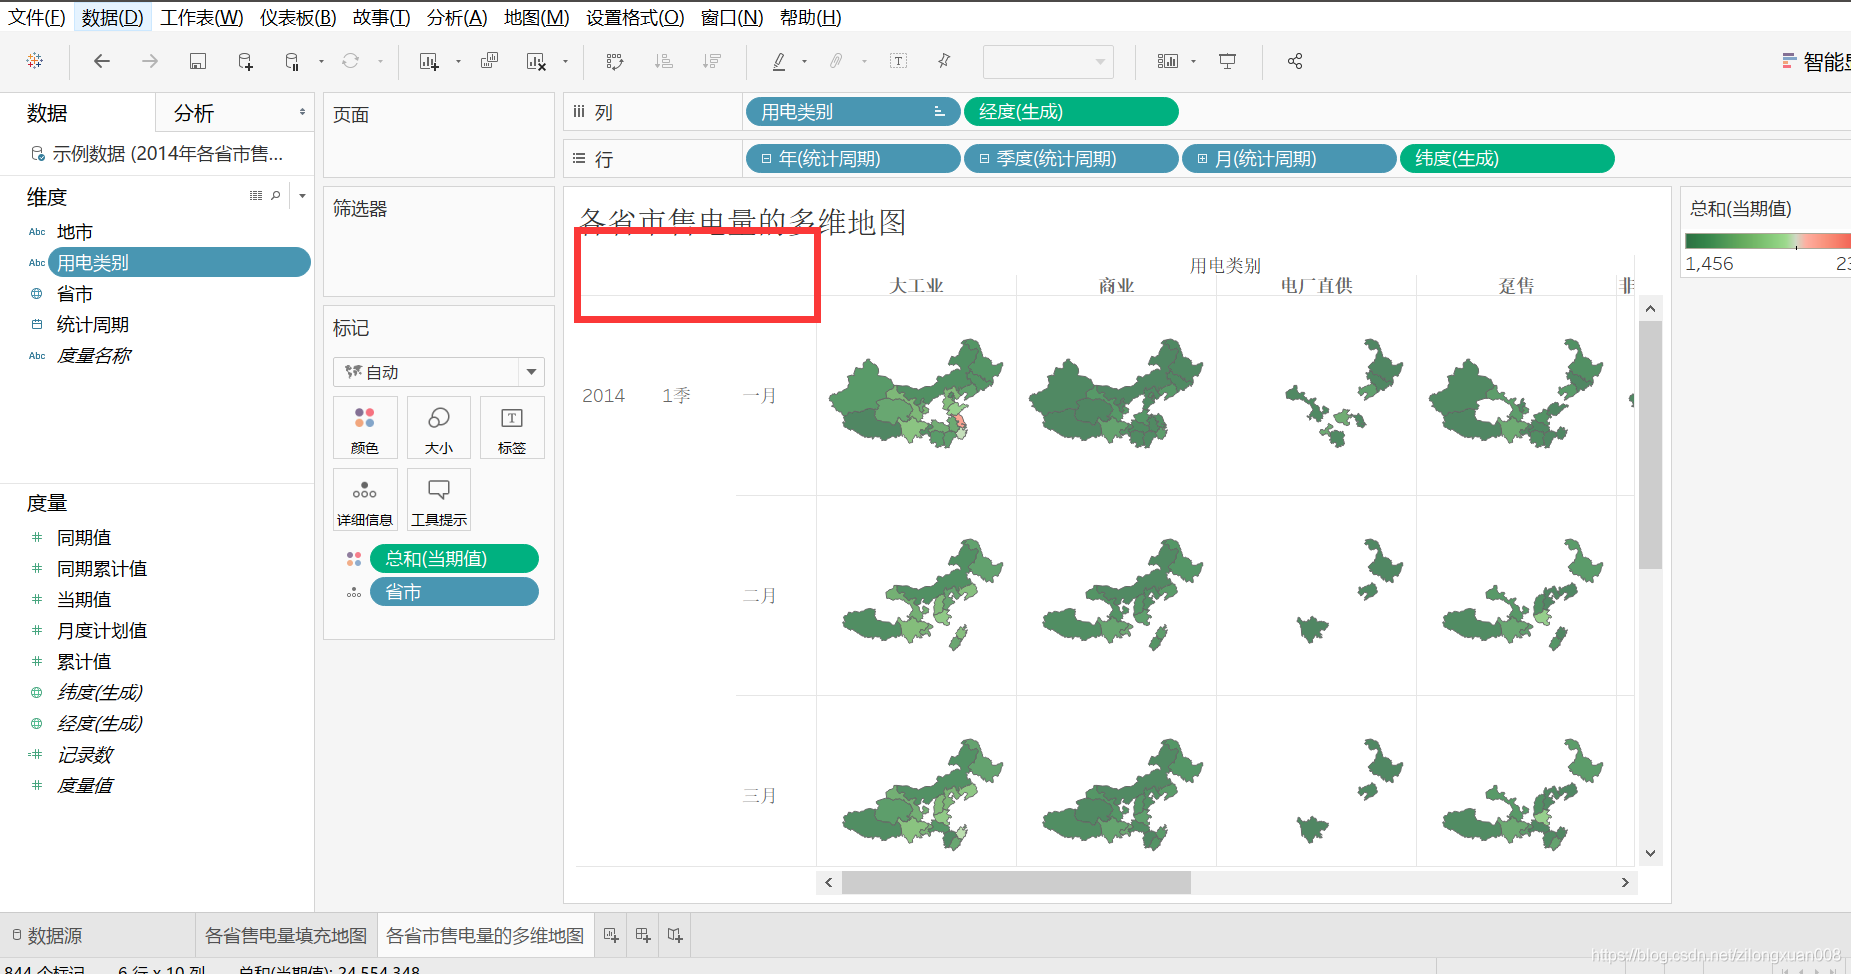 文件(F) 数据(D) 工作表(W) 仪表板(B) 故事(T) 分析(A) 地图(M) 设置格式(O) 窗口(N) 帮助(H)
智能显
数据 分析
示例数据 (2014年各省市售...
维度
Abc 地市
Abc 用电类别
省市
统计周期
Abc 度量名称
度量
同期值
同期累计值
当期值
月度计划值
累计值
纬度(生成)
经度(生成)
记录数
度量值
页面
筛选器
标记
自动
颜色 大小 标签
详细信息 工具提示
总和(当期值)
省市
列 用电类别 经度(生成)
行 年(统计周期) 季度(统计周期) 月(统计周期) 纬度(生成)
各省市售电量的多维地图
用电类别
大工业 商业 电厂直供 趸售 非
2014 1季 一月
二月
三月
总和(当期值)
1,456 23
数据源 各省售电量填充地图 各省市售电量的多维地图
844 个标记 6 行 x 10 列 总和(当期值): 24,554,348
https://blog.csdn.net/zilongxuan008